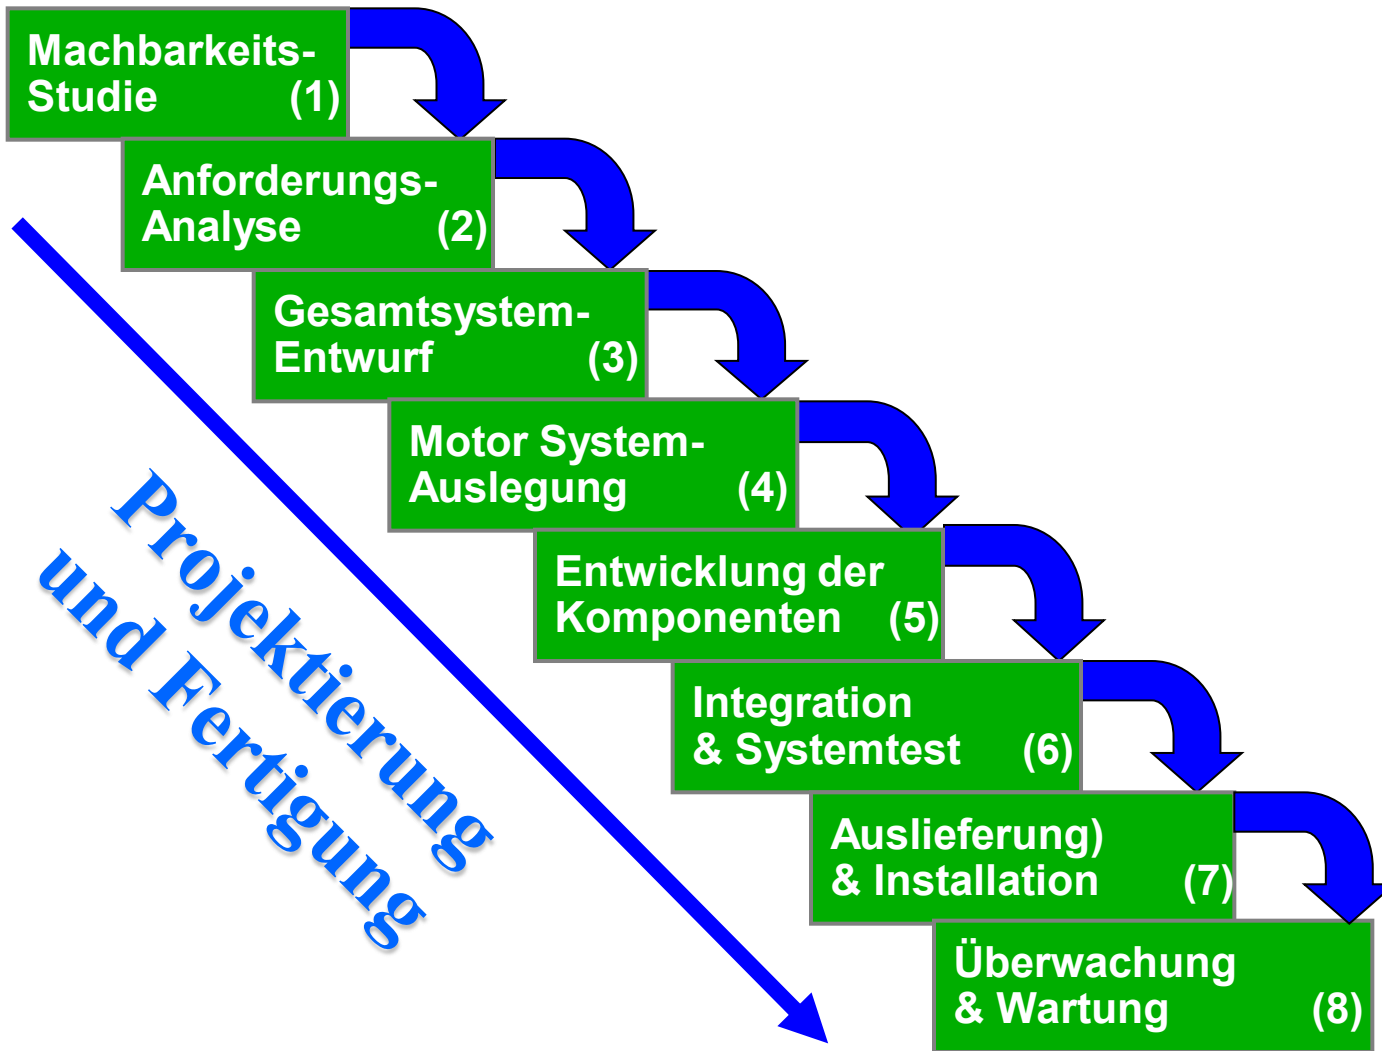 Machbarkeits-
Studie (1)
Anforderungs-
Analyse (2)
Gesamtsystem-
Entwurf (3)
Motor System-
Auslegung (4)
Entwicklung der
Komponenten (5)
Integration
& Systemtest (6)
Auslieferung)
& Installation (7)
Überwachung
& Wartung (8)
Projektierung
und Fertigung